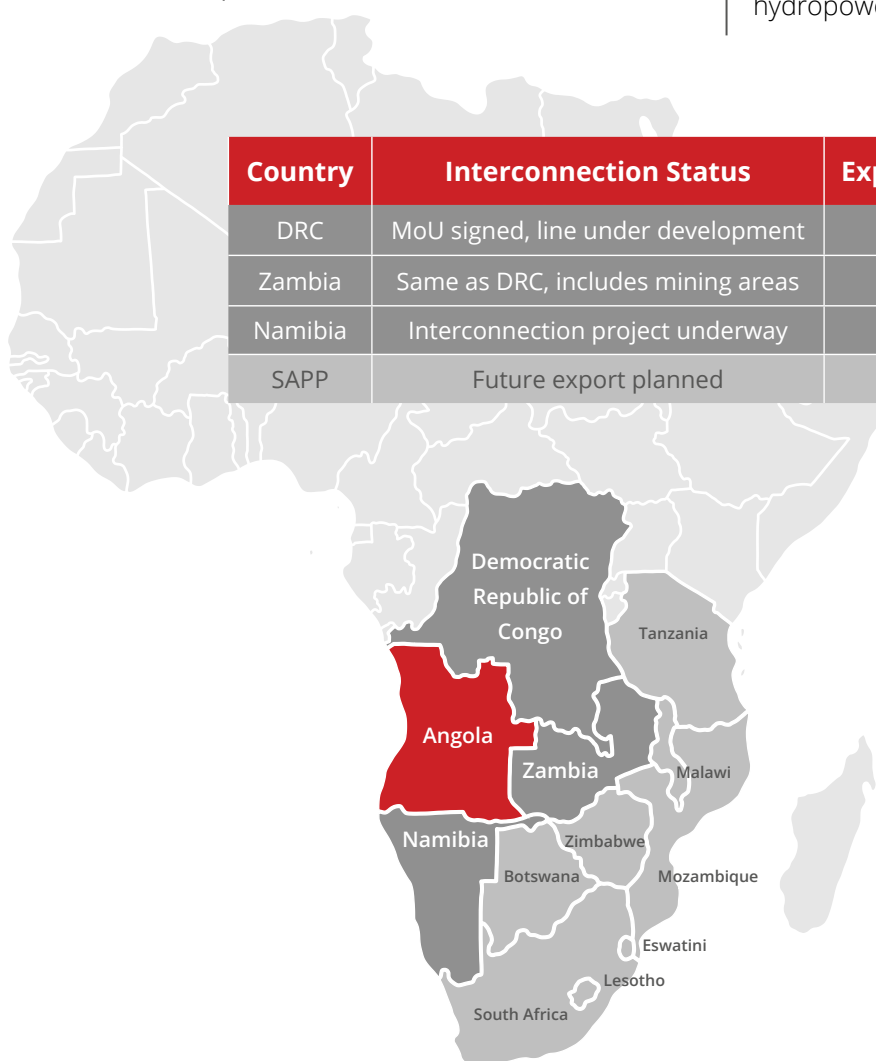 hydropowe
Country Interconnection Status Exp
DRC MoU signed, line under development
Zambia Same as DRC, includes mining areas
Namibia Interconnection project underway
SAPP Future export planned
Democratic
Republic of
Congo
Tanzania
Angola
Zambia
Malawi
Namibia
Zimbabwe
Botswana
Mozambique
Eswatini
Lesotho
South Africa